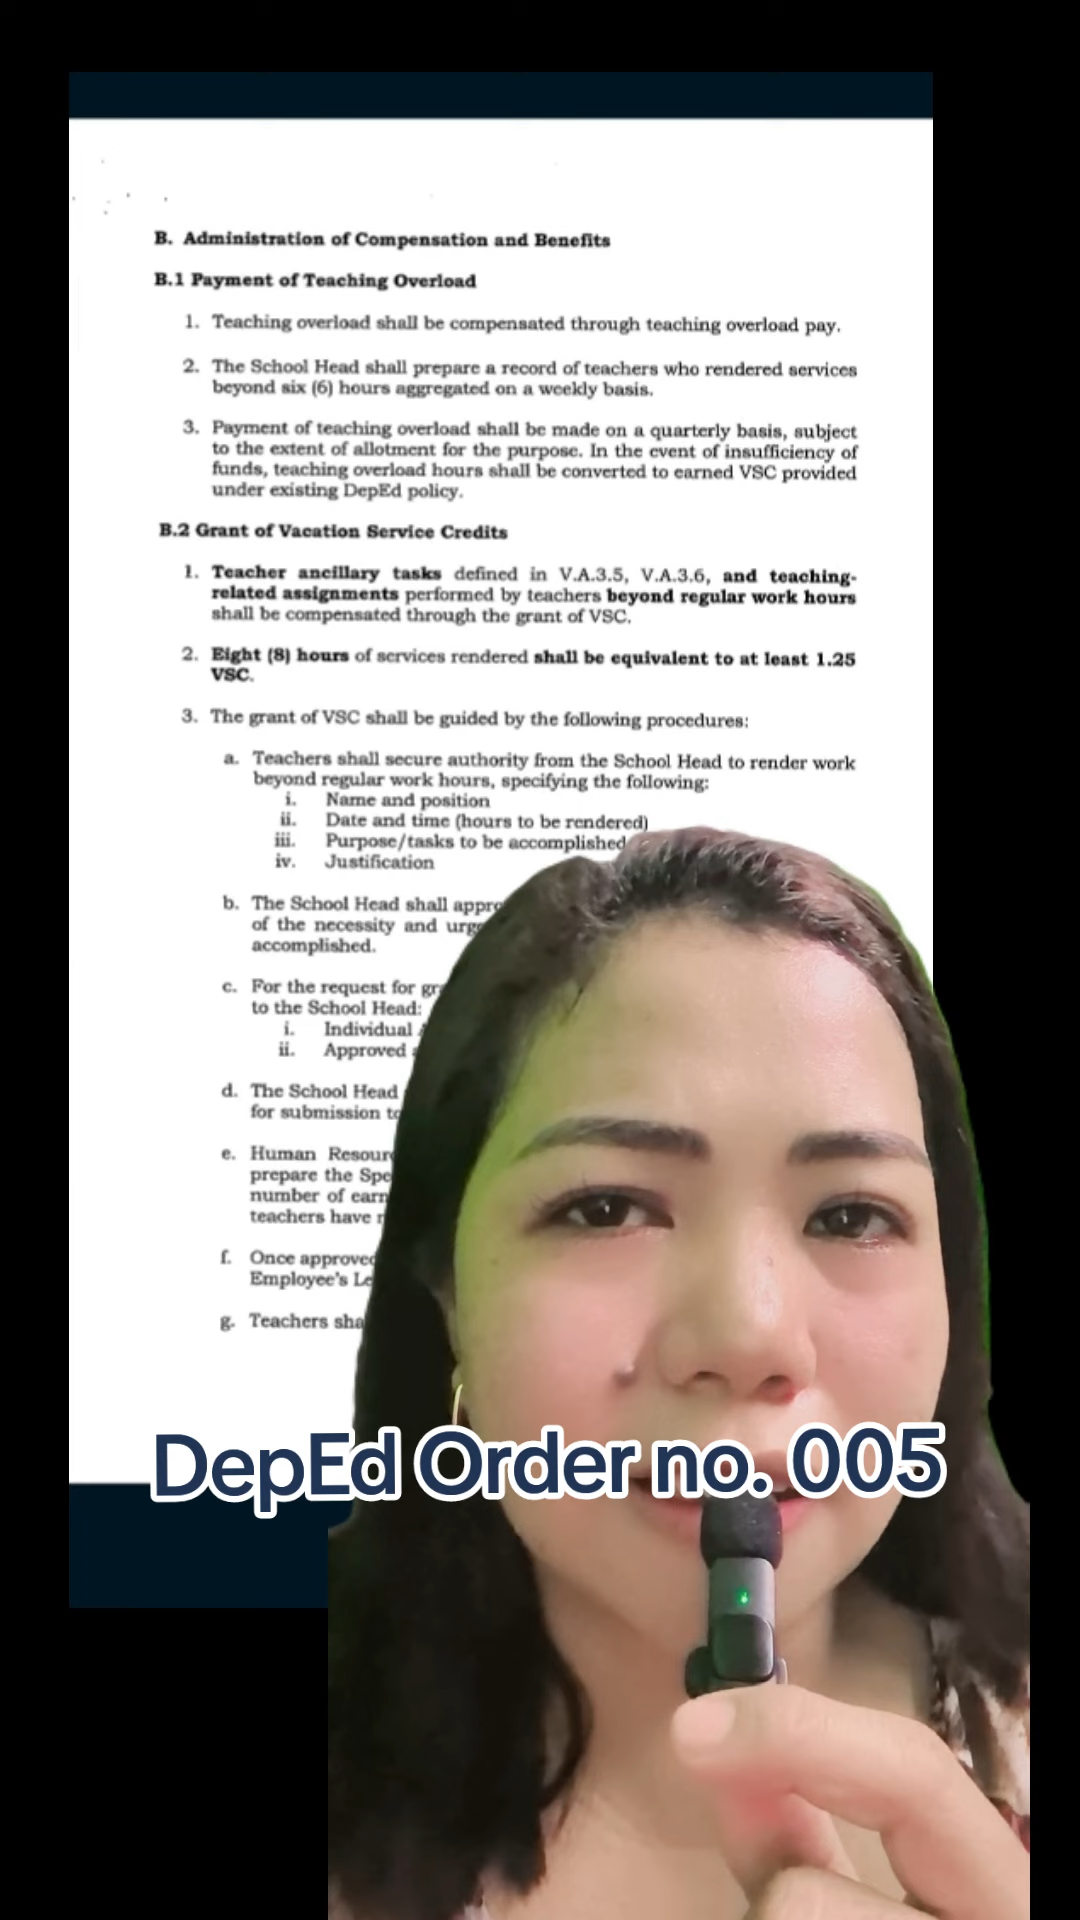 B. Administration of Compensation and Benefits
B.1 Payment of Teaching Overload
1. Teaching overload shall be compensated through teaching overload pay.
2. The School Head shall prepare a record of teachers who rendered services
beyond six (6) hours aggregated on a weekly basis.
3. Payment of teaching overload shall be made on a quarterly basis, subject
to the extent of allotment for the purpose. In the event of insufficiency of
funds, teaching overload hours shall be converted to earned VSC provided
under existing DepEd policy.
B.2 Grant of Vacation Service Credits
1. Teacher ancillary tasks defined in V.A.3.5, V.A.3.6, and teaching-
related assignments performed by teachers beyond regular work hours
shall be compensated through the grant of VSC.
2. Eight (8) hours of services rendered shall be equivalent to at least 1.25
VSC.
3. The grant of VSC shall be guided by the following procedures:
a. Teachers shall secure authority from the School Head to render work
beyond regular work hours, specifying the following:
i. Name and position
ii. Date and time (hours to be rendered)
iii. Purpose/tasks to be accomplished
iv. Justification
b. The School Head shall
of the necessity and
accomplished.
c. For the request for
to the School Head:
i. Individual
ii. Approved
d. The School Head
for submission
e. Human
prepare the
number of
teachers have
f. Once
Employee's
g. Teachers
DepEd Order no. 005